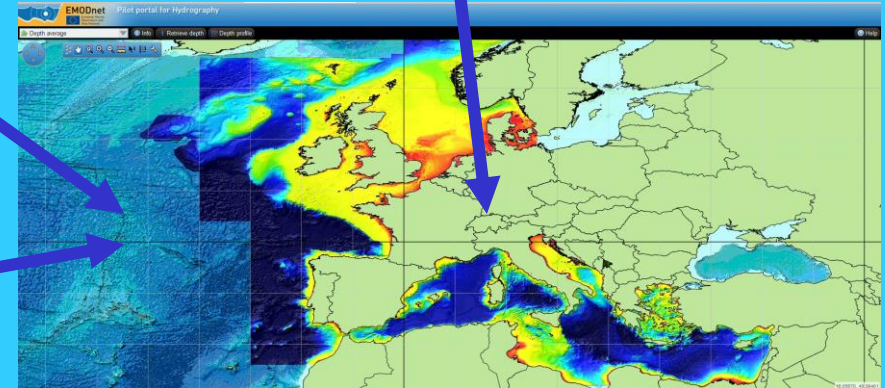 EMODnet
Pilot portal for Hydrography
Depth average
Info
Retrieve depth
Depth profile
Help